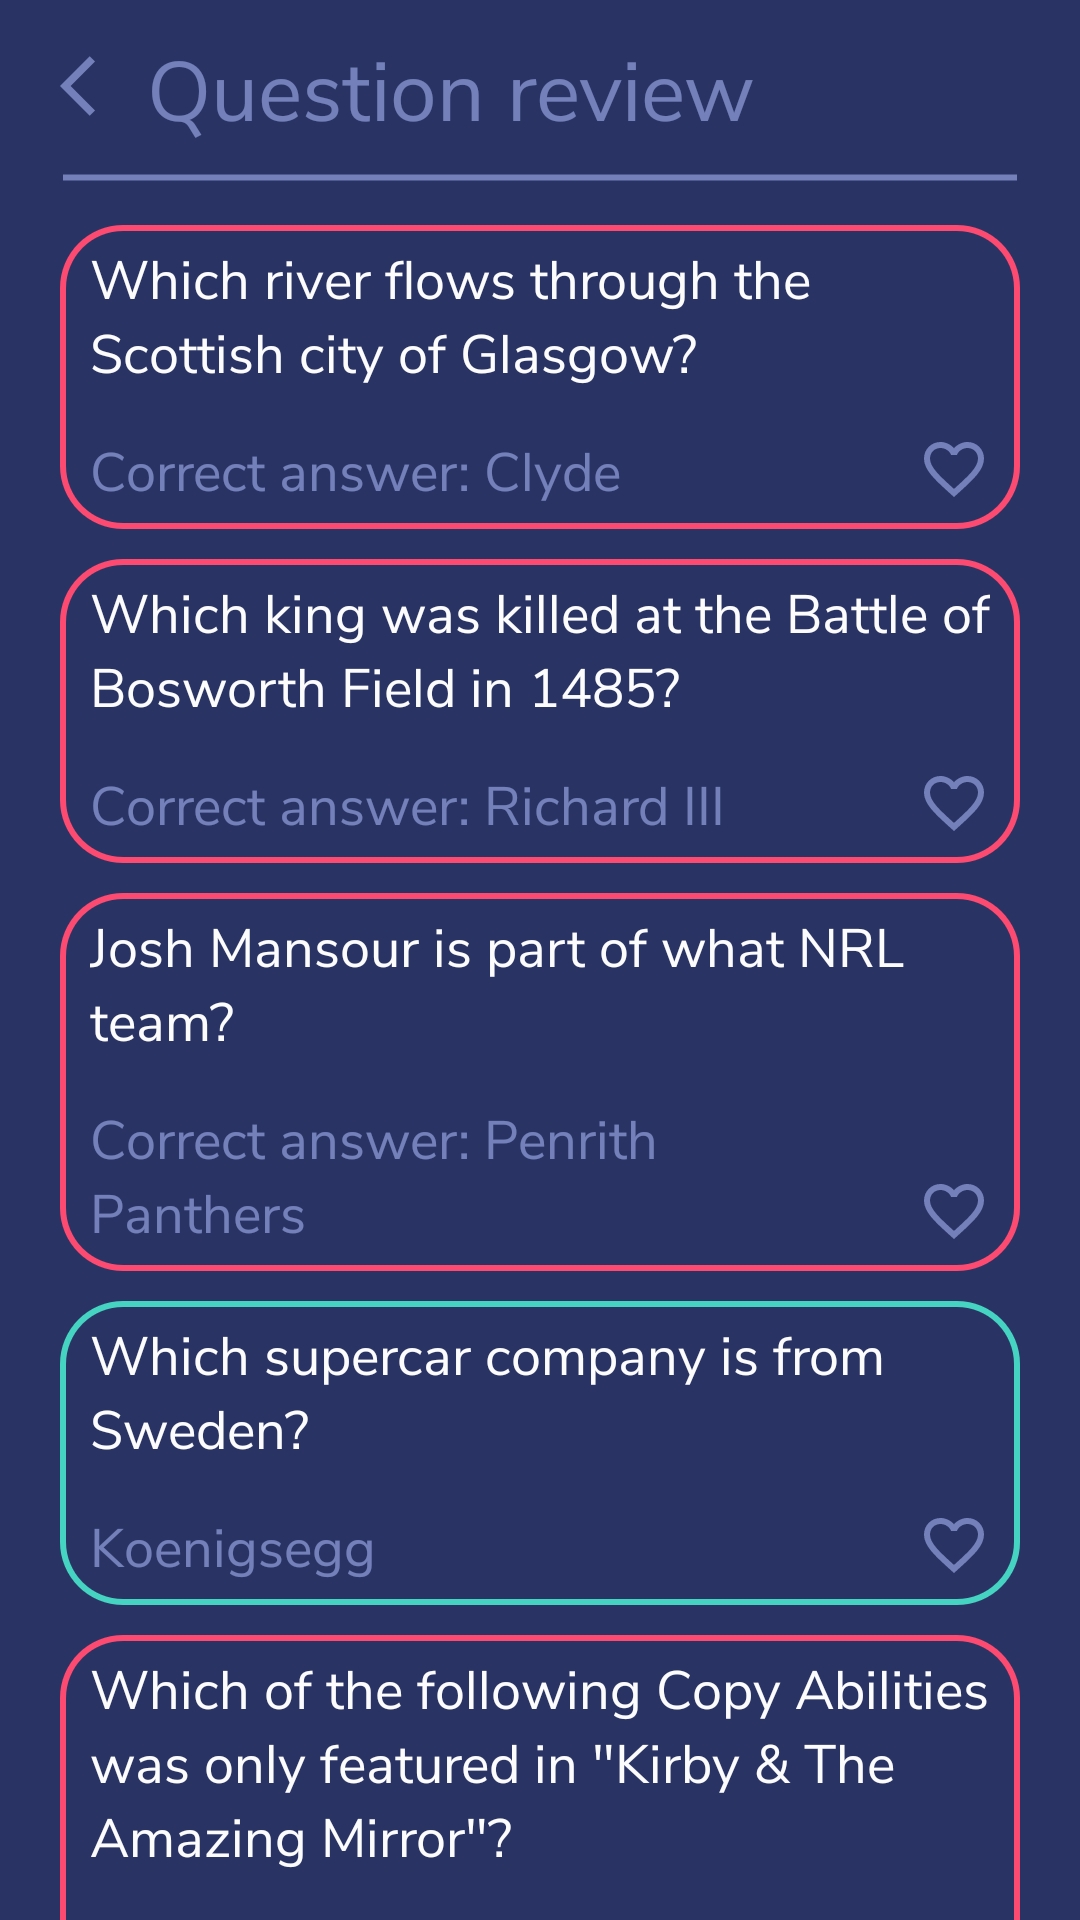 Question review
Which river flows through the
Scottish city of Glasgow?
Correct answer: Clyde
Which king was killed at the Battle of
Bosworth Field in 1485?
Correct answer: Richard III
Josh Mansour is part of what NRL
team?
Correct answer: Penrith
Panthers
Which supercar company is from
Sweden?
Koenigsegg
Which of the following Copy Abilities
was only featured in "Kirby & The
Amazing Mirror"?